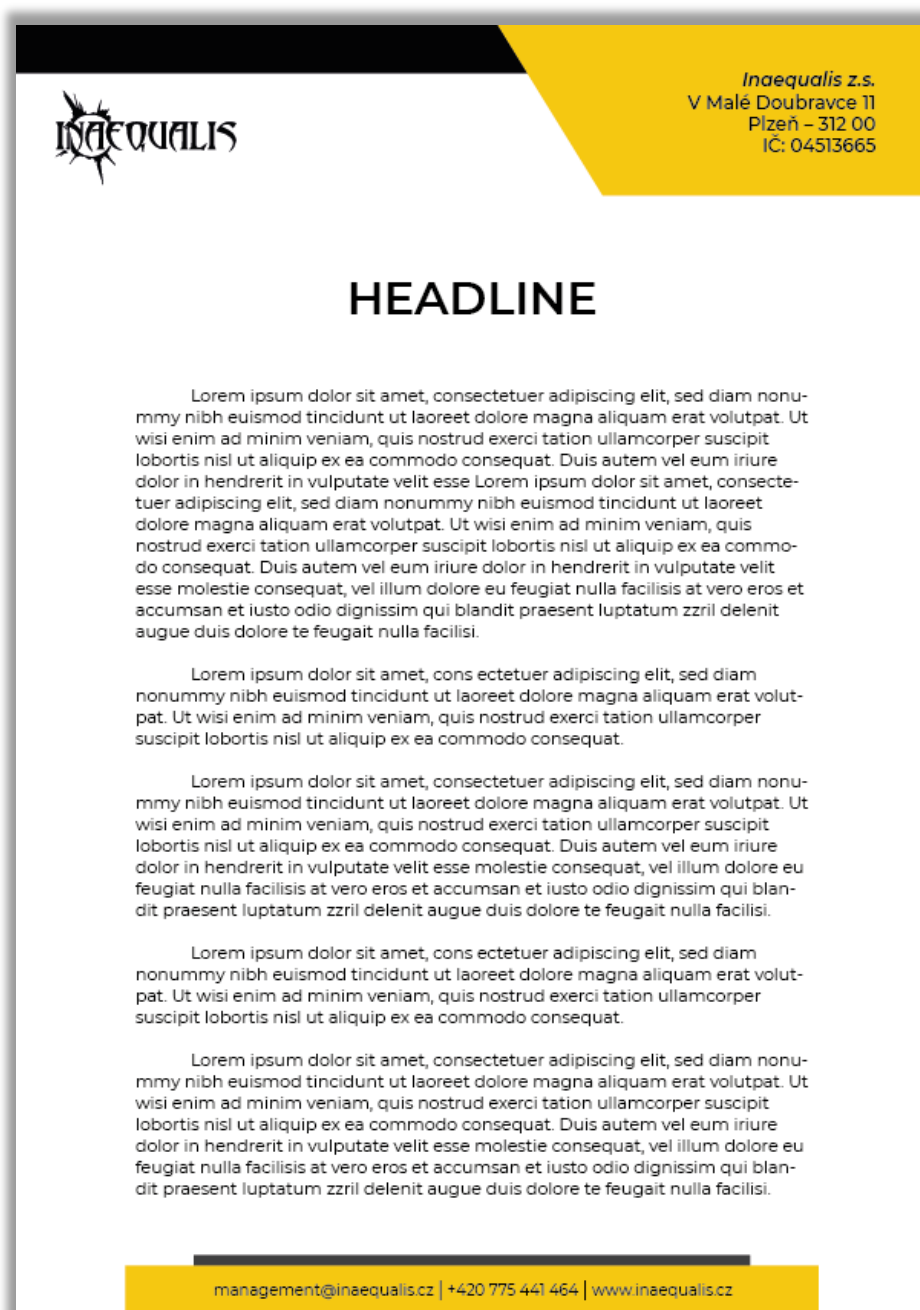 INAEQUALIS
Inaequalis z.s.
V Malé Doubravce 11
Plzeň – 312 00
IČ: 04513665
HEADLINE
Lorem ipsum dolor sit amet, consectetuer adipiscing elit, sed diam nonu-
mmy nibh euismod tincidunt ut laoreet dolore magna aliquam erat volutpat. Ut
wisi enim ad minim veniam, quis nostrud exerci tation ullamcorper suscipit
lobortis nisl ut aliquip ex ea commodo consequat. Duis autem vel eum iriure
dolor in hendrerit in vulputate velit esse Lorem ipsum dolor sit amet, consecte-
tuer adipiscing elit, sed diam nonummy nibh euismod tincidunt ut laoreet
dolore magna aliquam erat volutpat. Ut wisi enim ad minim veniam, quis
nostrud exerci tation ullamcorper suscipit lobortis nisl ut aliquip ex ea commo-
do consequat. Duis autem vel eum iriure dolor in hendrerit in vulputate velit
esse molestie consequat, vel illum dolore eu feugiat nulla facilisis at vero eros et
accumsan et iusto odio dignissim qui blandit praesent luptatum zzril delenit
augue duis dolore te feugait nulla facilisi.
Lorem ipsum dolor sit amet, cons ectetuer adipiscing elit, sed diam
nonummy nibh euismod tincidunt ut laoreet dolore magna aliquam erat volut-
pat. Ut wisi enim ad minim veniam, quis nostrud exerci tation ullamcorper
suscipit lobortis nisl ut aliquip ex ea commodo consequat.
Lorem ipsum dolor sit amet, consectetuer adipiscing elit, sed diam nonu-
mmy nibh euismod tincidunt ut laoreet dolore magna aliquam erat volutpat. Ut
wisi enim ad minim veniam, quis nostrud exerci tation ullamcorper suscipit
lobortis nisl ut aliquip ex ea commodo consequat. Duis autem vel eum iriure
dolor in hendrerit in vulputate velit esse molestie consequat, vel illum dolore eu
feugiat nulla facilisis at vero eros et accumsan et iusto odio dignissim qui blan-
dit praesent luptatum zzril delenit augue duis dolore te feugait nulla facilisi.
Lorem ipsum dolor sit amet, cons ectetuer adipiscing elit, sed diam
nonummy nibh euismod tincidunt ut laoreet dolore magna aliquam erat volut-
pat. Ut wisi enim ad minim veniam, quis nostrud exerci tation ullamcorper
suscipit lobortis nisl ut aliquip ex ea commodo consequat.
Lorem ipsum dolor sit amet, consectetuer adipiscing elit, sed diam nonu-
mmy nibh euismod tincidunt ut laoreet dolore magna aliquam erat volutpat. Ut
wisi enim ad minim veniam, quis nostrud exerci tation ullamcorper suscipit
lobortis nisl ut aliquip ex ea commodo consequat. Duis autem vel eum iriure
dolor in hendrerit in vulputate velit esse molestie consequat, vel illum dolore eu
feugiat nulla facilisis at vero eros et accumsan et iusto odio dignissim qui blan-
dit praesent luptatum zzril delenit augue duis dolore te feugait nulla facilisi.
management@inaequalis.cz | +420 775 441 464 | www.inaequalis.cz